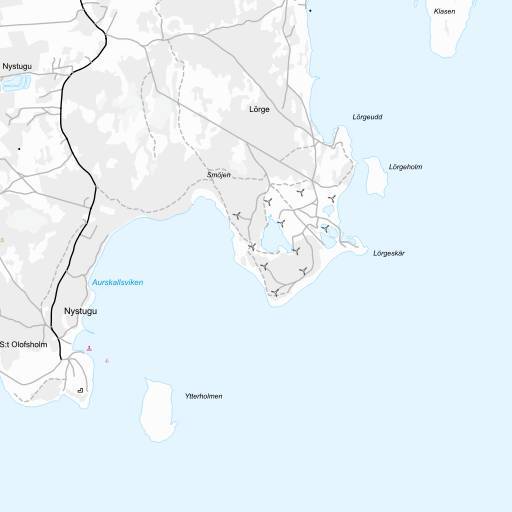 Klasen
Nystugu
Lörge
Lörgeudd
Lörgeholm
Smöjen
Lörgeskär
Aurskallsviken
Nystugu
S:t Olofsholm
Ytterholmen